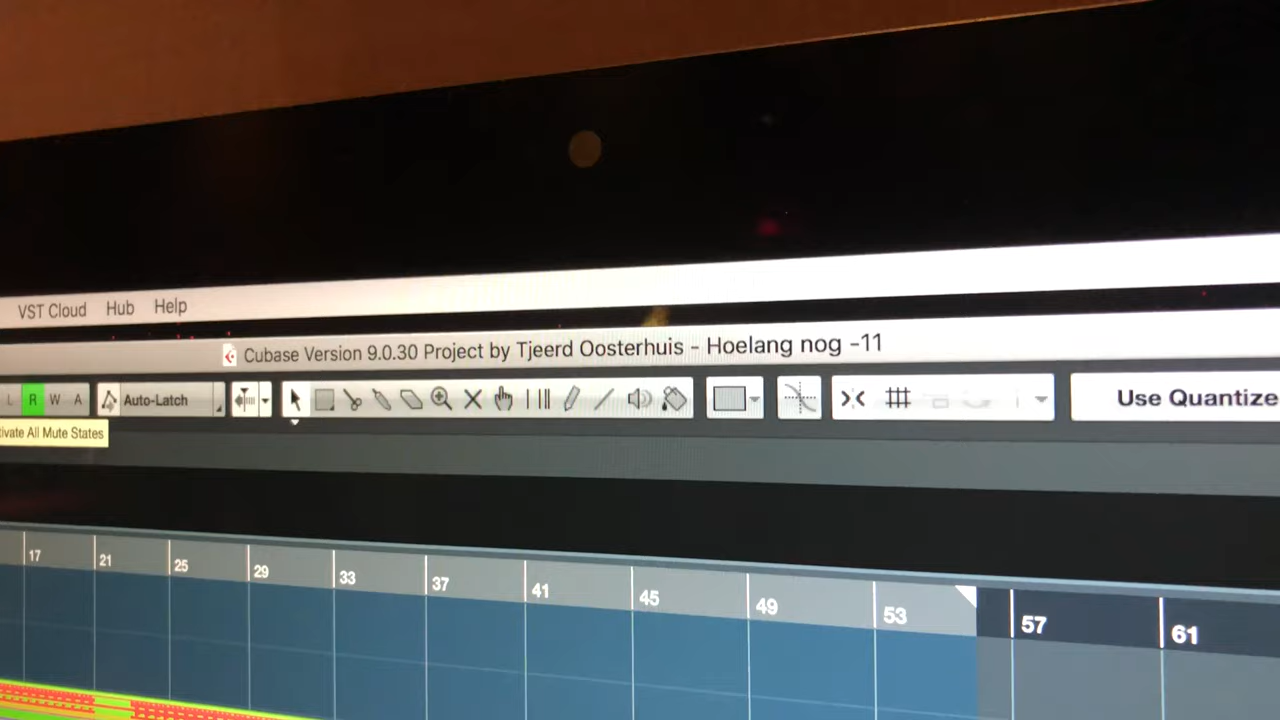 VST Cloud Hub Help
Cubase Version 9.0.30 Project by Tjeerd Oosterhuis - Hoelang nog -11
L R W A Auto-Latch Use Quantize
All Mute States
17 21 25 29 33 37 41 45 49 53 57 61